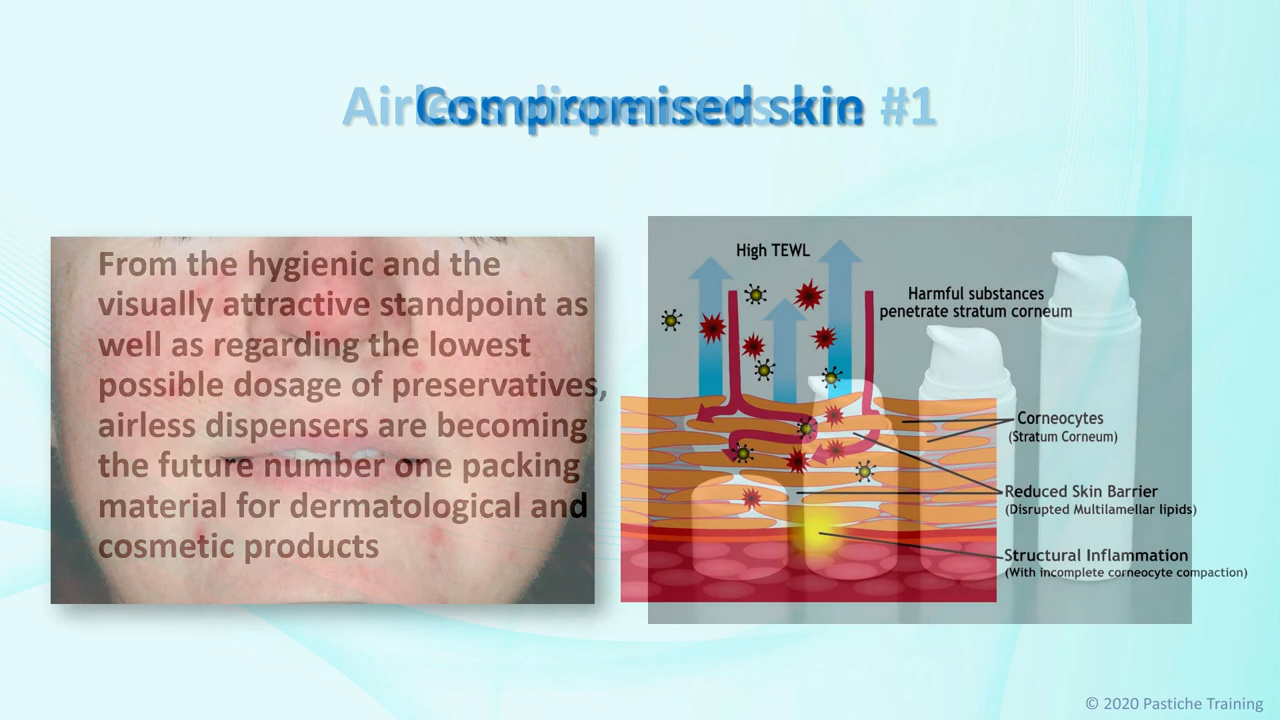 Compromised skin
Airless dispensers are #1
From the hygienic and the
visually attractive standpoint as
well as regarding the lowest
possible dosage of preservatives,
airless dispensers are becoming
the future number one packing
material for dermatological and
cosmetic products
High TEWL
Harmful substances
penetrate stratum corneum
Corneocytes
(Stratum Corneum)
Reduced Skin Barrier
(Disrupted Multilamellar lipids)
Structural Inflammation
(With incomplete corneocyte compaction)
© 2020 Pastiche Training